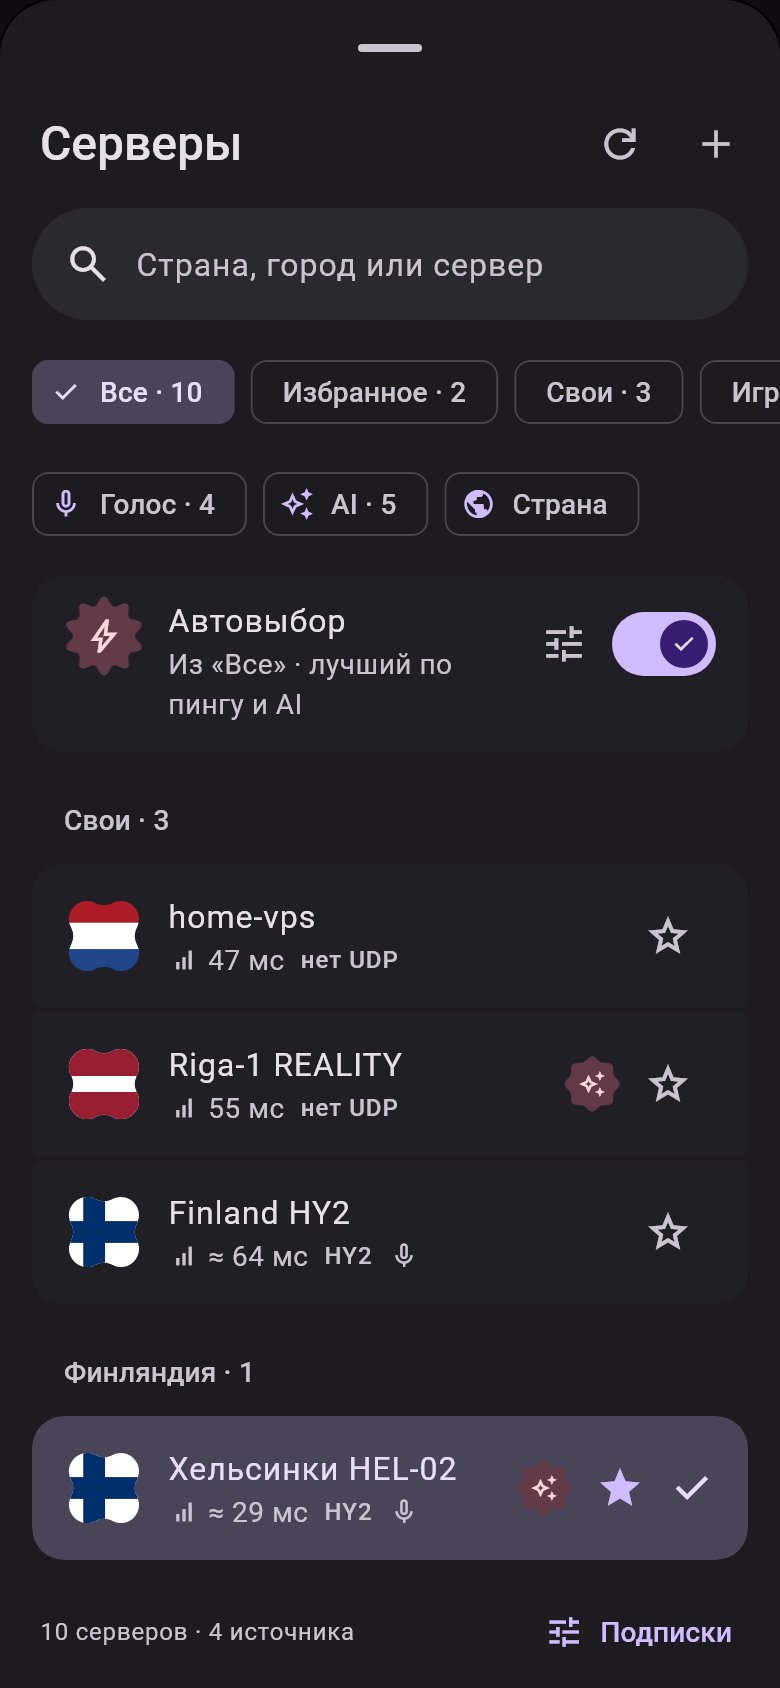 Серверы
Страна, город или сервер
Все · 10
Избранное · 2
Свои · 3
Игр
Голос · 4
AI · 5
Страна
Автовыбор
Из «Все» · лучший по
пингу и AI
Свои · 3
home-vps
47 мс нет UDP
Riga-1 REALITY
55 мс нет UDP
Finland HY2
≈ 64 мс HY2
Финляндия · 1
Хельсинки HEL-02
≈ 29 мс HY2
10 серверов · 4 источника
Подписки